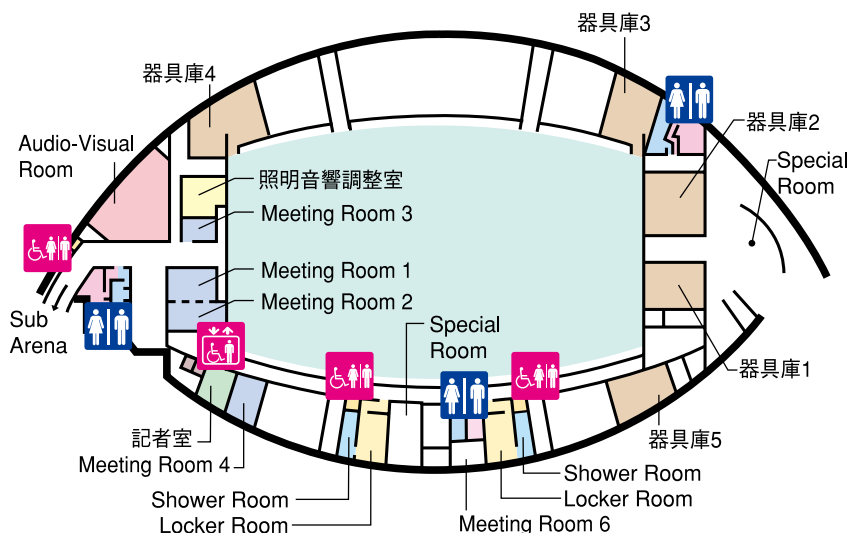 器具庫3
器具庫4
器具庫2
Audio-Visual
Room
Special
Room
照明音響調整室
Meeting Room 3
Meeting Room 1
Meeting Room 2
Sub
Arena
Special
Room
器具庫1
記者室
器具庫5
Meeting Room 4
Shower Room
Shower Room
Locker Room
Locker Room
Meeting Room 6